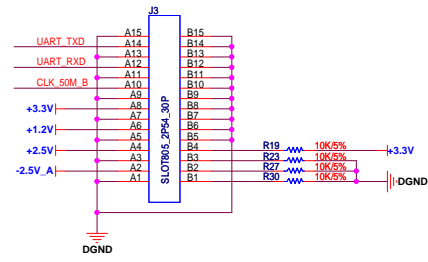 J3
A15 B15
UART_TXD A14 B14
A13 B13
UART_RXD A12 B12
A11 B11
CLK_50M_B A10 B10
A9 B9
+3.3V A8 B8
A7 B7
+1.2V A6 B6
A5 B5
+2.5V A4 B4 R19 10K/5% +3.3V
A3 B3 R23 10K/5%
-2.5V_A A2 B2 R27 10K/5%
A1 B1 R30 10K/5% DGND
SLOT805_2P54_30P
DGND